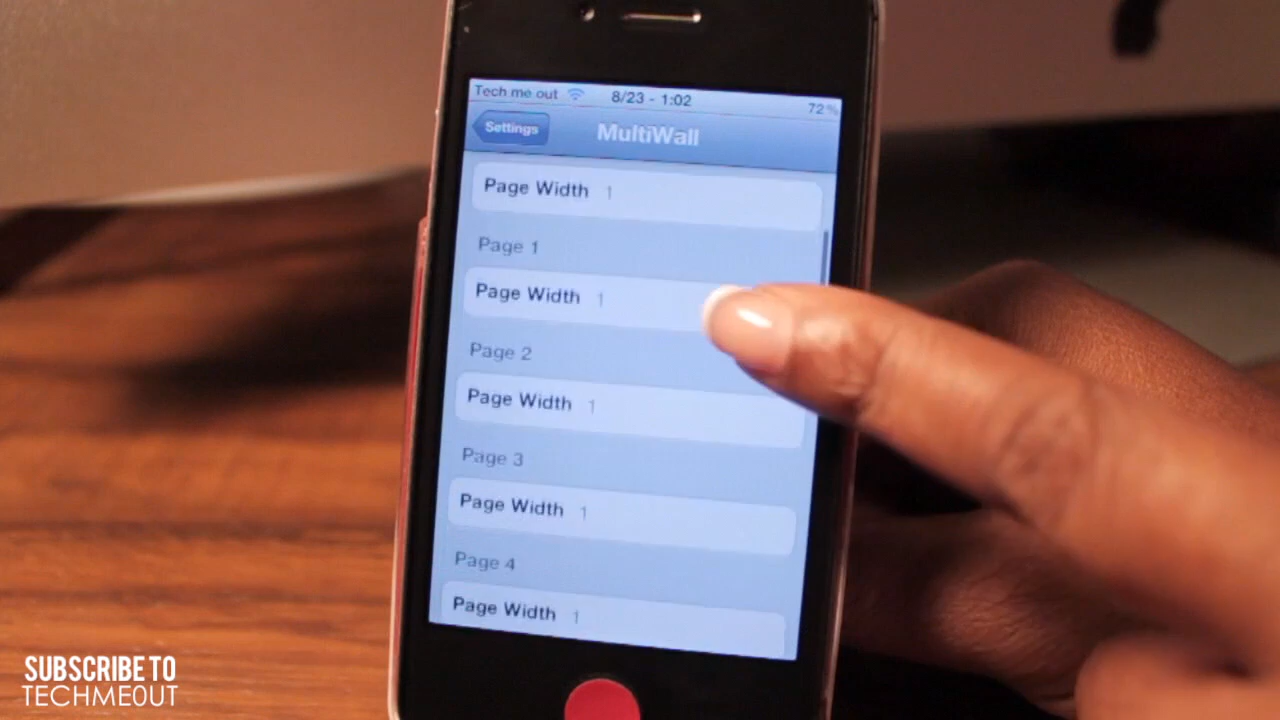 Tech me out 8/23 - 1:02 72%
Settings MultiWall
Page Width 1
Page 1
Page Width 1
Page 2
Page Width 1
Page 3
Page Width 1
Page 4
Page Width 1
SUBSCRIBE TO
TECHME0UT